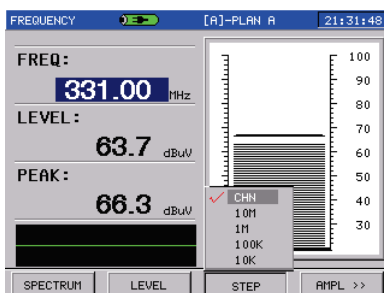 FREQUENCY [A]-PLAN A 21:31:48
FREQ:
331.00 MHz
LEVEL:
63.7 dBuV
PEAK:
66.3 dBuV
100
90
80
70
60
50
40
30
CHN
10M
1M
100K
10K
SPECTRUM LEVEL STEP AMPL >>